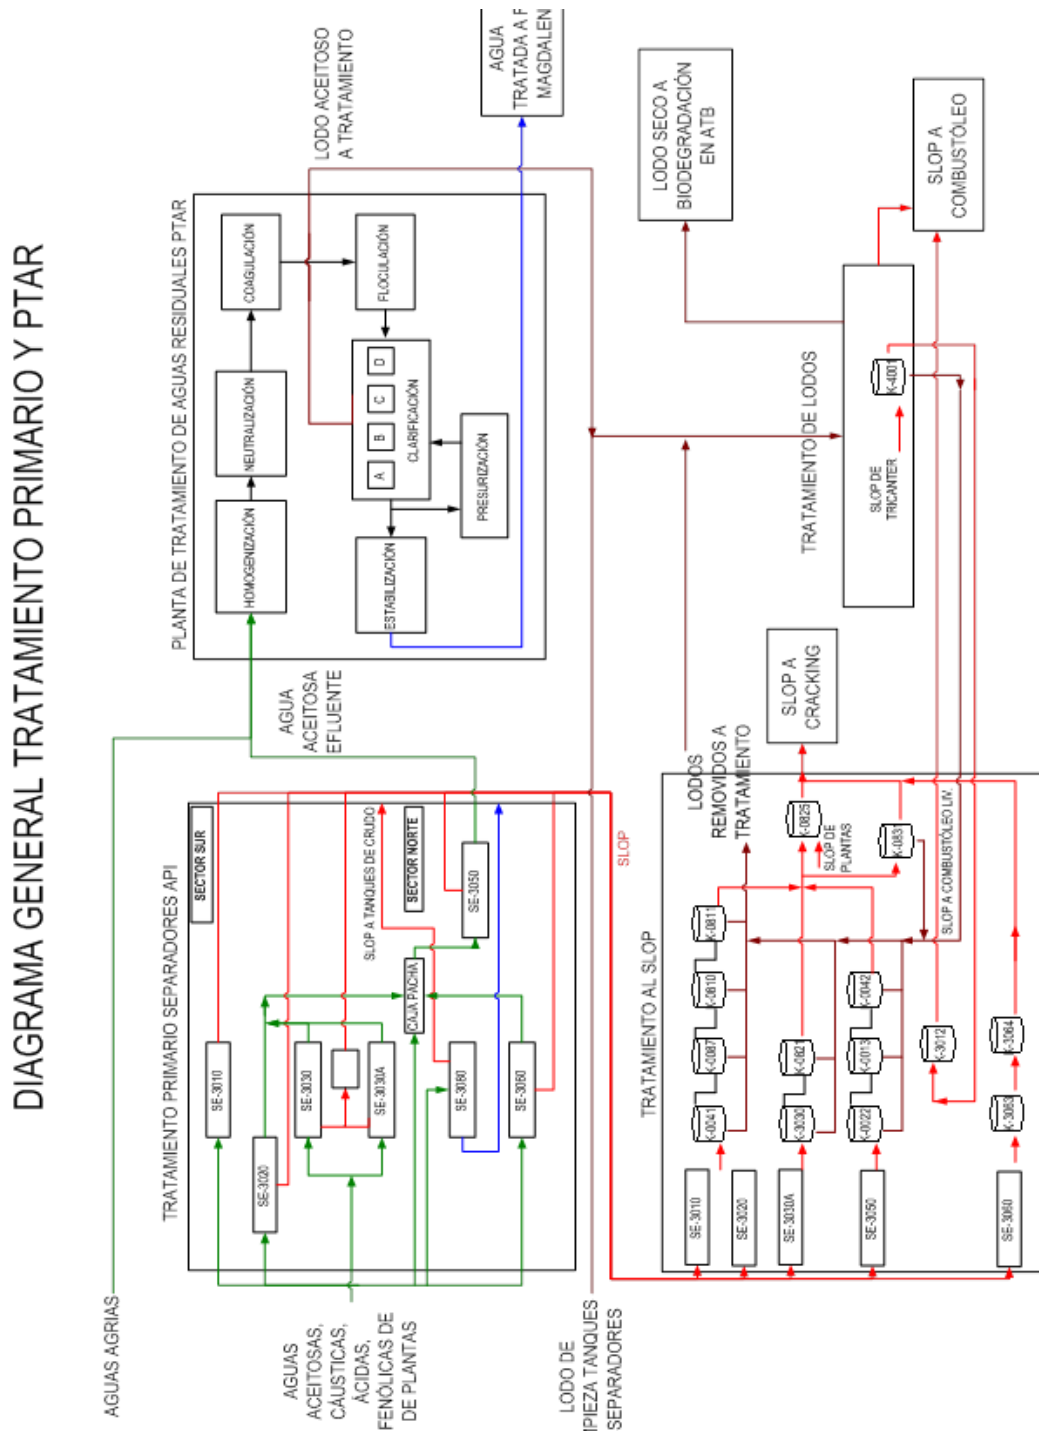 DIAGRAMA GENERAL TRATAMIENTO PRIMARIO Y PTAR
AGUAS AGRIAS
AGUAS
ACEITOSAS,
CÁUSTICAS,
ÁCIDAS,
FENÓLICAS DE
DE PLANTAS
LODO DE
IPIEZA TANQUES
SEPARADORES
TRATAMIENTO PRIMARIO SEPARADORES API
SECTOR SUR
SE-3010
SE-3020
SE-3030
SE-3030A
SLOP A TANQUES DE CRUDO
SECTOR NORTE
CAJA PACHA
SE-3050
SE-3080
SE-3060
AGUA
ACEITOSA
EFLUENTE
PLANTA DE TRATAMIENTO DE AGUAS RESIDUALES PTAR
HOMOGENIZACIÓN
NEUTRALIZACIÓN
COAGULACIÓN
FLOCULACIÓN
A
B
C
D
CLARIFICACIÓN
ESTABILIZACIÓN
PRESURIZACIÓN
LODO ACEITOSO
A TRATAMIENTO
AGUA
TRATADA A
MAGDALEN
SLOP
TRATAMIENTO AL SLOP
SE-3010
SE-3020
SE-3030A
SE-3050
SE-3060
K-0041
K-0087
K-0810
K-0811
K-3030
K-0821
K-0022
K-0013
K-0042
K-3012
K-3063
K-3064
K-0825
SLOP DE
PLANTAS
K-0831
SLOP A COMBUSTÓLEO LIV.
LODOS
REMOVIDOS A
TRATAMIENTO
SLOP A
CRACKING
TRATAMIENTO DE LODOS
SLOP DE
TRICANTER
K-4001
LODO SECO A
BIODEGRADACIÓN
EN ATB
SLOP A
COMBUSTÓLEO